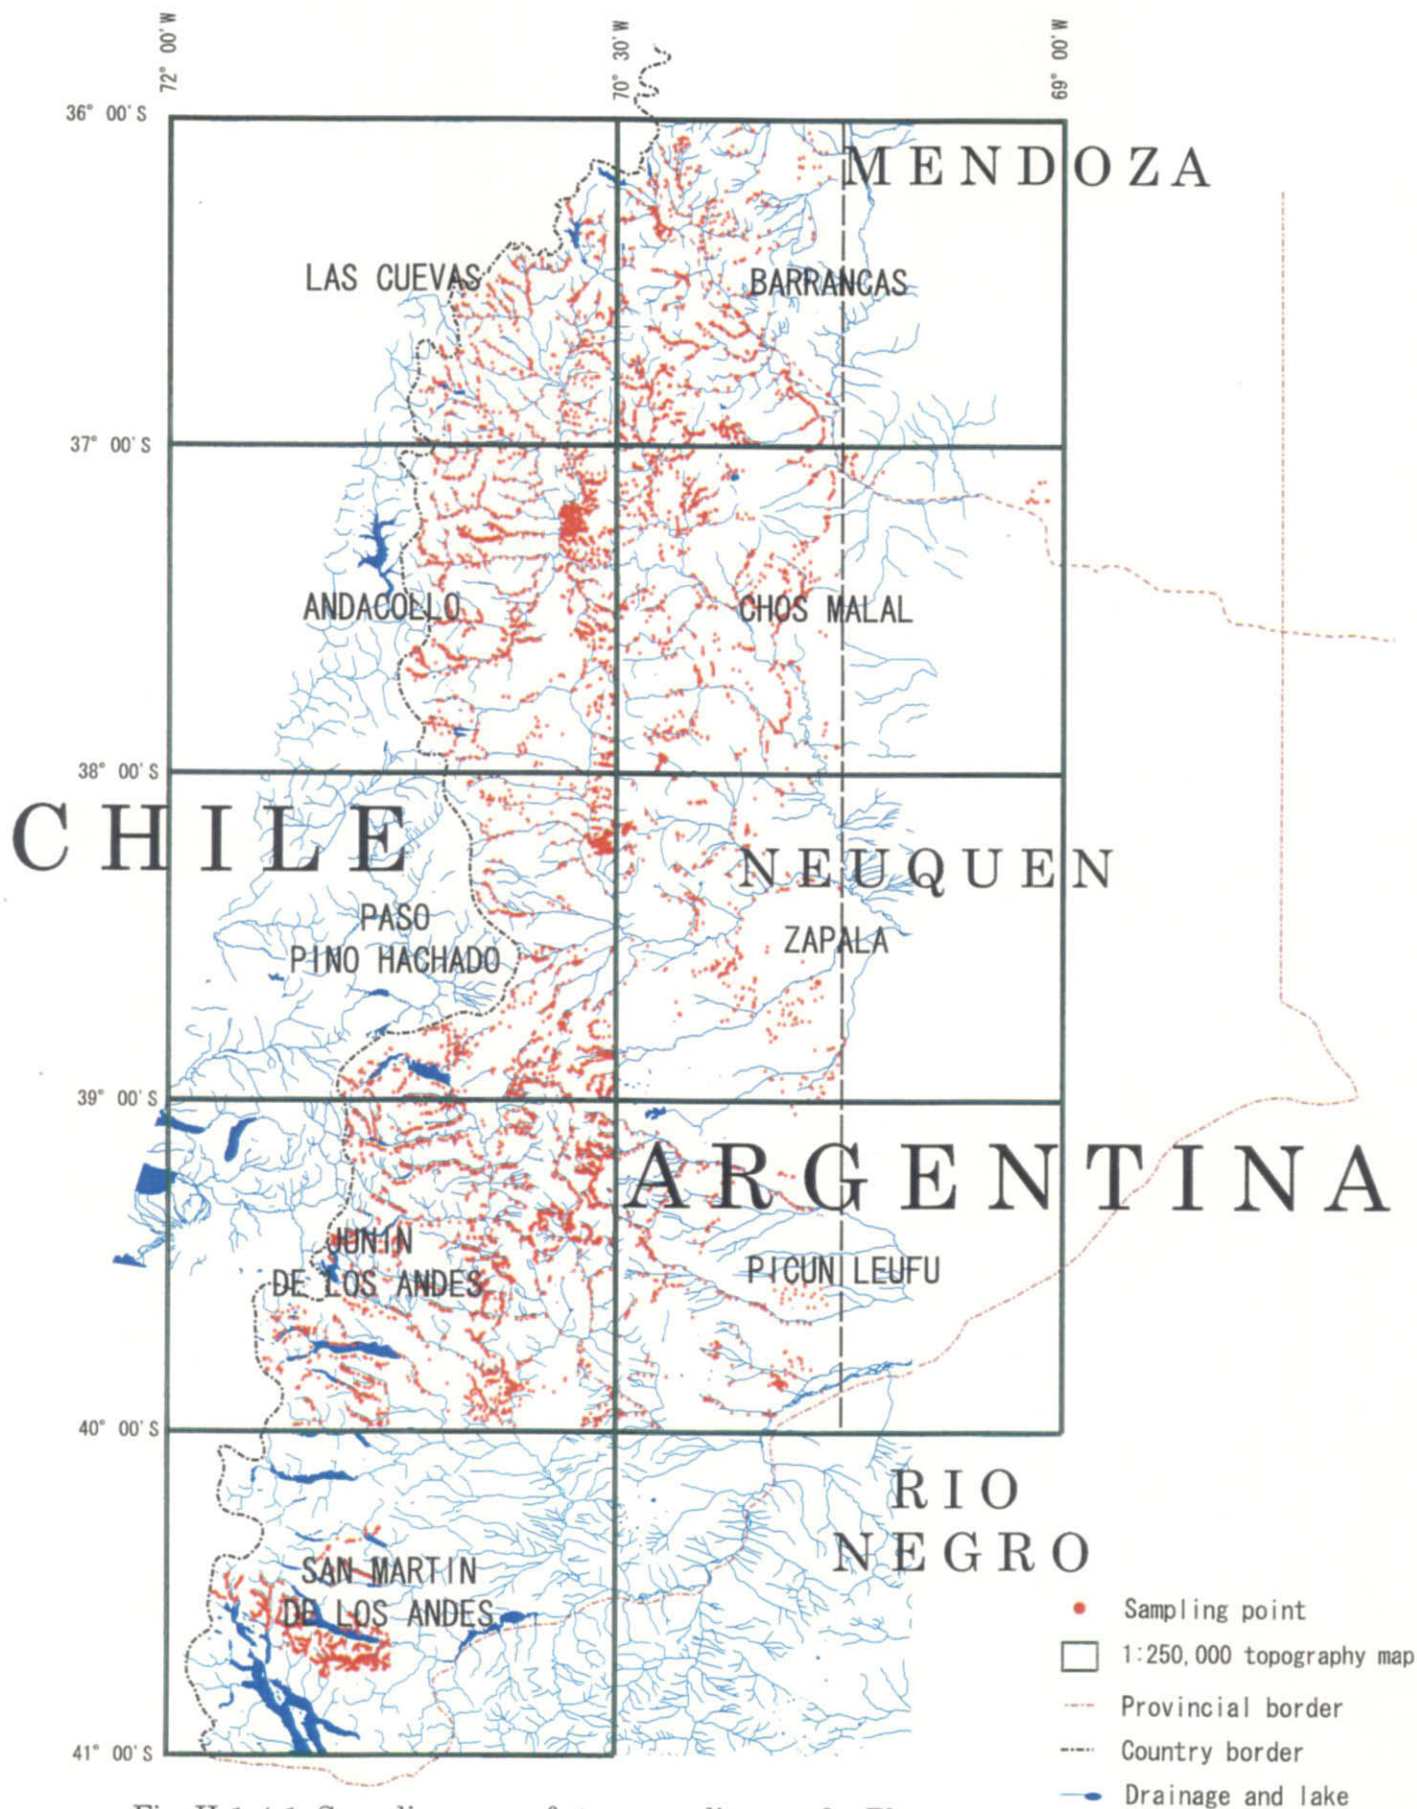 72° 00'W
70° 30'W
69° 00'W
36° 00'S
MENDOZA
LAS CUEVAS
BARRANCAS
37° 00'S
ANDACOLLO
CHOS MALAL
38° 00'S
CHILE
NEUQUEN
PASO
PINO HACHADO
ZAPALA
39° 00'S
ARGENTINA
JUNIN
DE LOS ANDES
PICUN LEUFU
40° 00'S
RIO
NEGRO
SAN MARTIN
DE LOS ANDES
41° 00'S
Sampling point
1:250,000 topography map
Provincial border
Country border
Drainage and lake